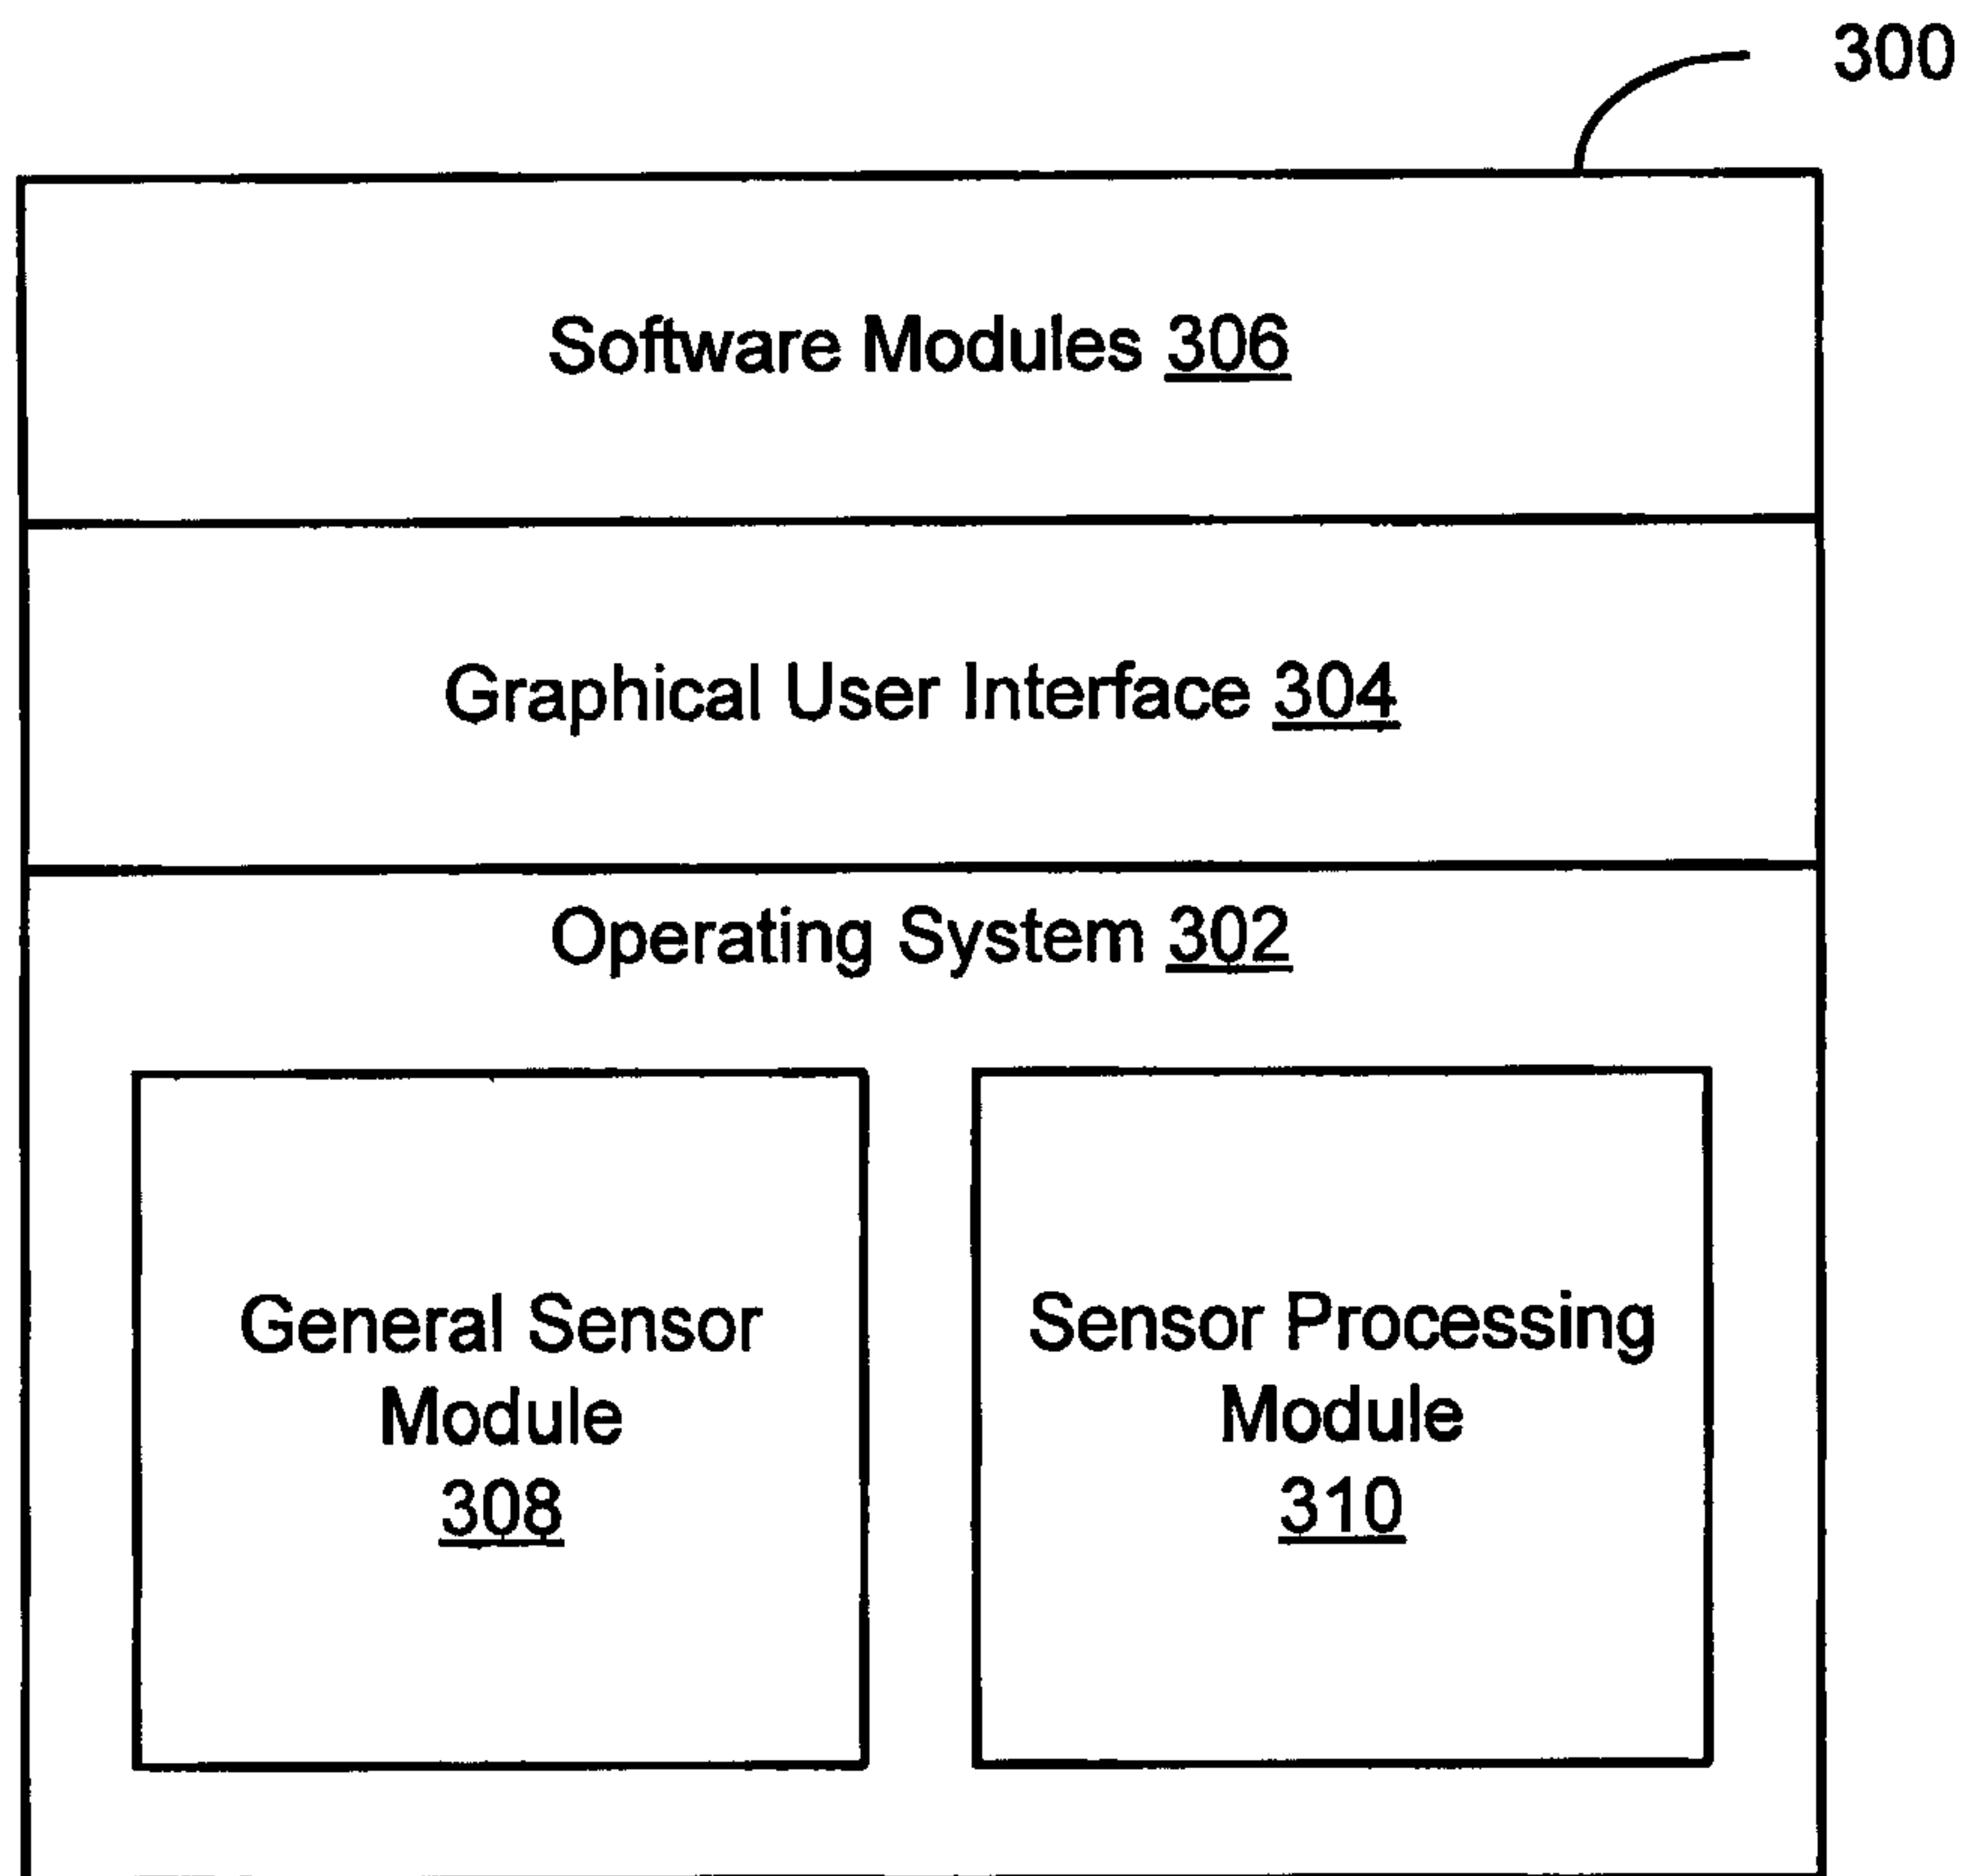 300
Software Modules 306
Graphical User Interface 304
Operating System 302
General Sensor
Module
308
Sensor Processing
Module
310